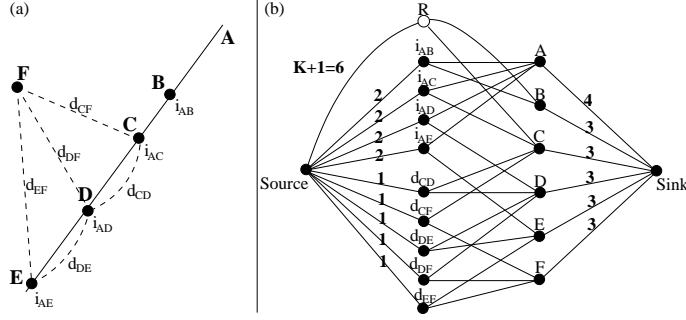 (a)
A
B
i_AB
F
d_CF
C
i_AC
d_DF
d_CD
d_EF
D
i_AD
d_DE
E
i_AE
(b)
R
K+1=6
i_AB
A
i_AC
B
i_AD
i_AE
C
2
2
2
2
4
3
3
3
3
Source
1
1
1
1
1
d_CD
D
d_CF
d_DE
E
d_DF
F
d_EF
Sink